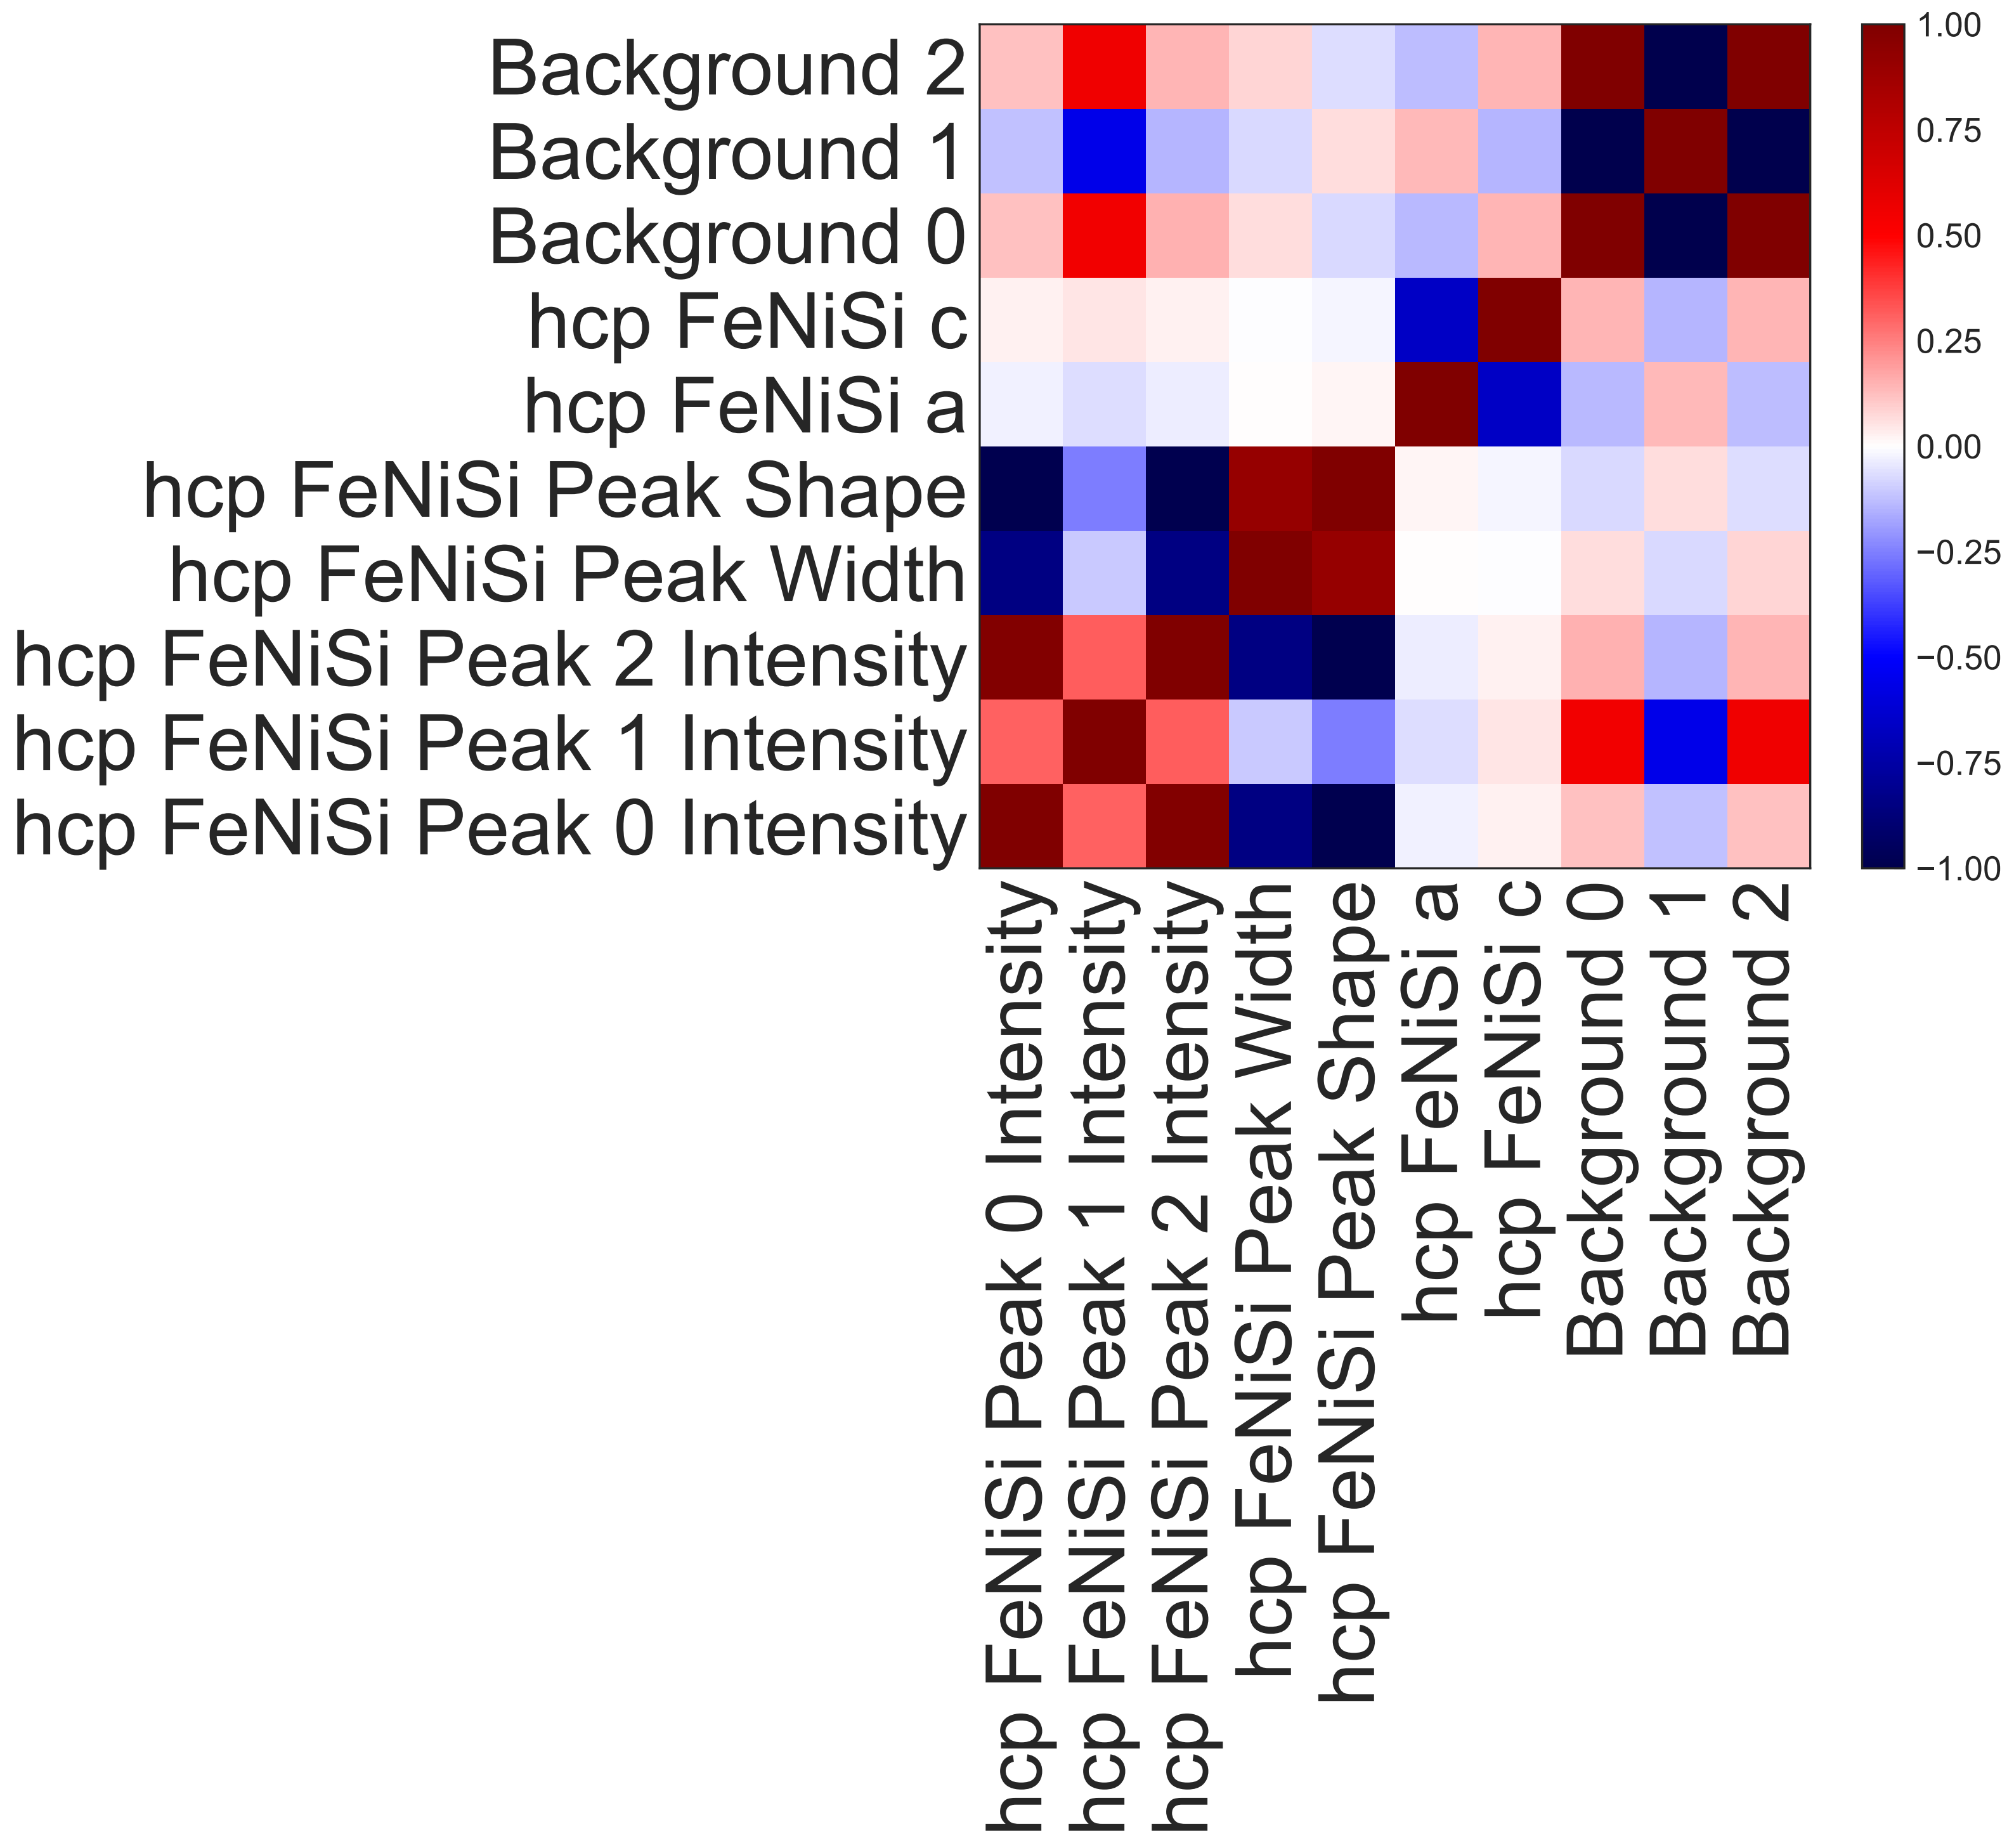 Background 2
Background 1
Background 0
hcp FeNiSi c
hcp FeNiSi a
hcp FeNiSi Peak Shape
hcp FeNiSi Peak Width
hcp FeNiSi Peak 2 Intensity
hcp FeNiSi Peak 1 Intensity
hcp FeNiSi Peak 0 Intensity
hcp FeNiSi Peak 0 Intensity
hcp FeNiSi Peak 1 Intensity
hcp FeNiSi Peak 2 Intensity
hcp FeNiSi Peak Width
hcp FeNiSi Peak Shape
hcp FeNiSi a
hcp FeNiSi c
Background 0
Background 1
Background 2
1.00
0.75
0.50
0.25
0.00
−0.25
−0.50
−0.75
−1.00